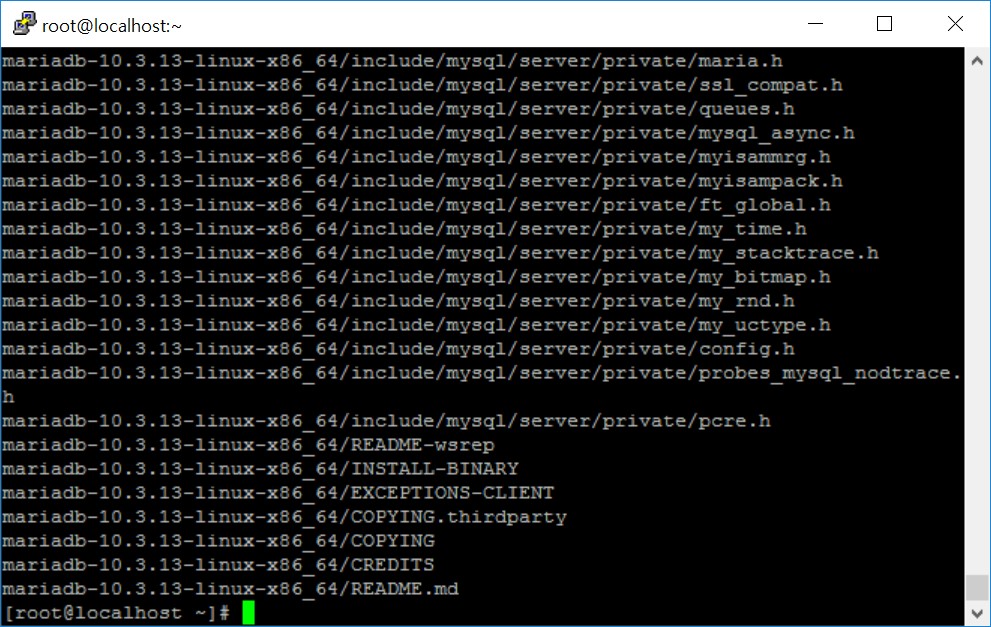 root@localhost:~
mariadb-10.3.13-linux-x86_64/include/mysql/server/private/maria.h
mariadb-10.3.13-linux-x86_64/include/mysql/server/private/ssl_compat.h
mariadb-10.3.13-linux-x86_64/include/mysql/server/private/queues.h
mariadb-10.3.13-linux-x86_64/include/mysql/server/private/mysql_async.h
mariadb-10.3.13-linux-x86_64/include/mysql/server/private/myisammrg.h
mariadb-10.3.13-linux-x86_64/include/mysql/server/private/myisampack.h
mariadb-10.3.13-linux-x86_64/include/mysql/server/private/ft_global.h
mariadb-10.3.13-linux-x86_64/include/mysql/server/private/my_time.h
mariadb-10.3.13-linux-x86_64/include/mysql/server/private/my_stacktrace.h
mariadb-10.3.13-linux-x86_64/include/mysql/server/private/my_bitmap.h
mariadb-10.3.13-linux-x86_64/include/mysql/server/private/my_rnd.h
mariadb-10.3.13-linux-x86_64/include/mysql/server/private/my_uctype.h
mariadb-10.3.13-linux-x86_64/include/mysql/server/private/config.h
mariadb-10.3.13-linux-x86_64/include/mysql/server/private/probes_mysql_nodtrace.
h
mariadb-10.3.13-linux-x86_64/include/mysql/server/private/pcre.h
mariadb-10.3.13-linux-x86_64/README-wsrep
mariadb-10.3.13-linux-x86_64/INSTALL-BINARY
mariadb-10.3.13-linux-x86_64/EXCEPTIONS-CLIENT
mariadb-10.3.13-linux-x86_64/COPYING.thirdparty
mariadb-10.3.13-linux-x86_64/COPYING
mariadb-10.3.13-linux-x86_64/CREDITS
mariadb-10.3.13-linux-x86_64/README.md
[root@localhost ~]#